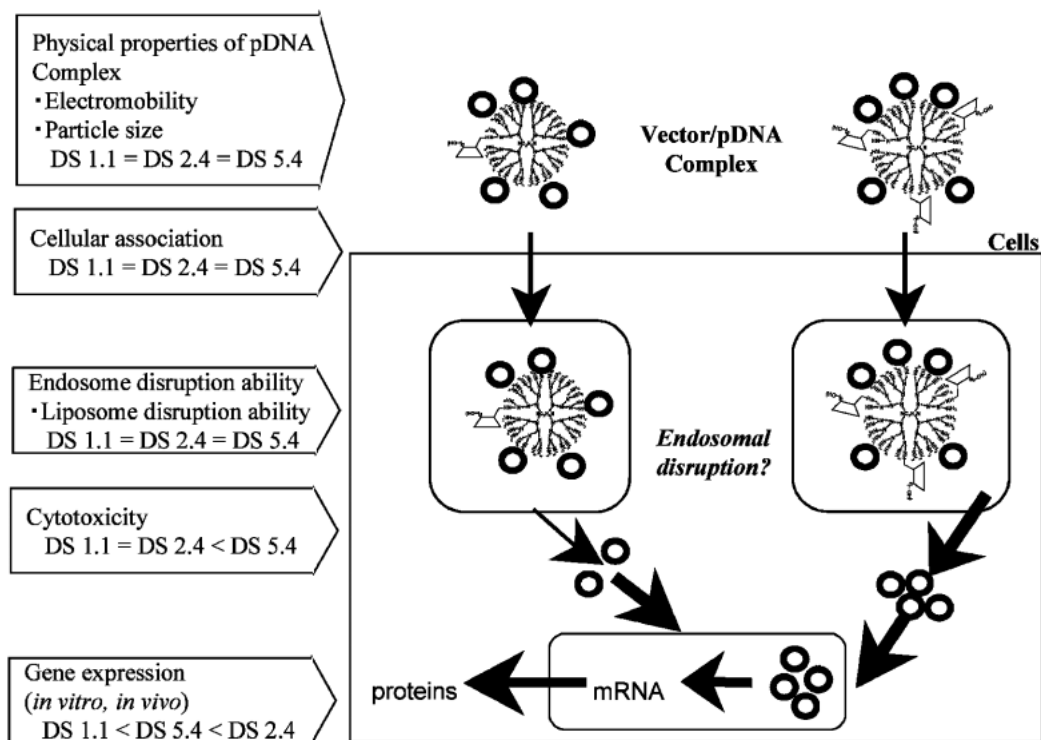 Physical properties of pDNA
Complex
・Electromobility
・Particle size
DS 1.1 = DS 2.4 = DS 5.4
Vector/pDNA
Complex
Cellular association
DS 1.1 = DS 2.4 = DS 5.4
Cells
Endosome disruption ability
・Liposome disruption ability
DS 1.1 = DS 2.4 = DS 5.4
Endosomal
disruption?
Cytotoxicity
DS 1.1 = DS 2.4 < DS 5.4
Gene expression
(in vitro, in vivo)
DS 1.1 < DS 5.4 < DS 2.4
proteins
mRNA